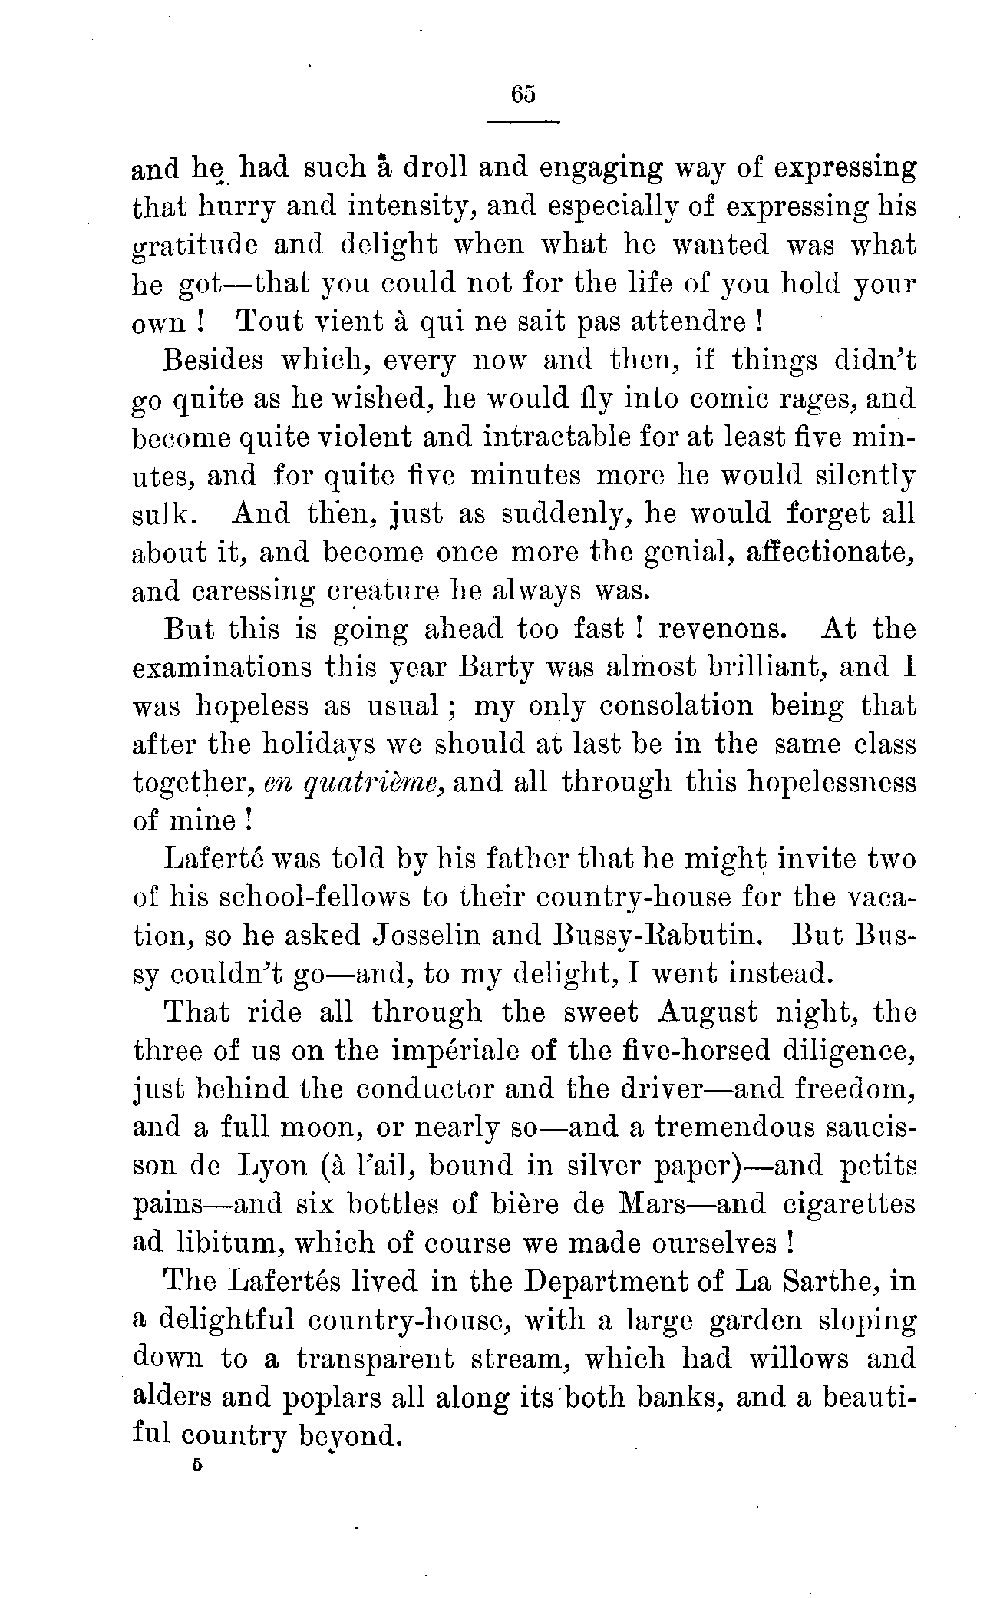 65
and he had such a droll and engaging way of expressing
that hurry and intensity, and especially of expressing his
gratitude and delight when what he wanted was what
he got—that you could not for the life of you hold your
own ! Tout vient à qui ne sait pas attendre !
Besides which, every now and then, if things didn't
go quite as he wished, he would fly into comic rages, and
become quite violent and intractable for at least five min-
utes, and for quite five minutes more he would silently
sulk. And then, just as suddenly, he would forget all
about it, and become once more the genial, affectionate,
and caressing creature he always was.
But this is going ahead too fast ! revenons. At the
examinations this year Barty was almost brilliant, and I
was hopeless as usual ; my only consolation being that
after the holidays we should at last be in the same class
together, en quatrième, and all through this hopelessness
of mine !
Laferté was told by his father that he might invite two
of his school-fellows to their country-house for the vaca-
tion, so he asked Josselin and Bussy-Rabutin. But Bus-
sy couldn't go—and, to my delight, I went instead.
That ride all through the sweet August night, the
three of us on the impériale of the five-horsed diligence,
just behind the conductor and the driver—and freedom,
and a full moon, or nearly so—and a tremendous saucis-
son de Lyon (à l'ail, bound in silver paper)—and petits
pains—and six bottles of bière de Mars—and cigarettes
ad libitum, which of course we made ourselves !
The Lafertés lived in the Department of La Sarthe, in
a delightful country-house, with a large garden sloping
down to a transparent stream, which had willows and
alders and poplars all along its both banks, and a beauti-
ful country beyond.
5